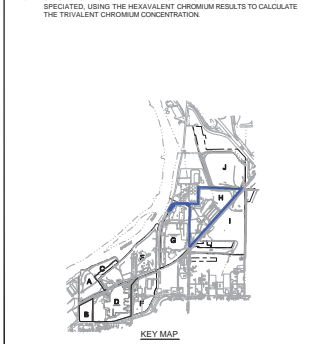 SPECIATED, USING THE HEXAVALENT CHROMIUM RESULTS TO CALCULATE
THE TRIVALENT CHROMIUM CONCENTRATION.
J
H
I
G
A
C
B
D
F
KEY MAP